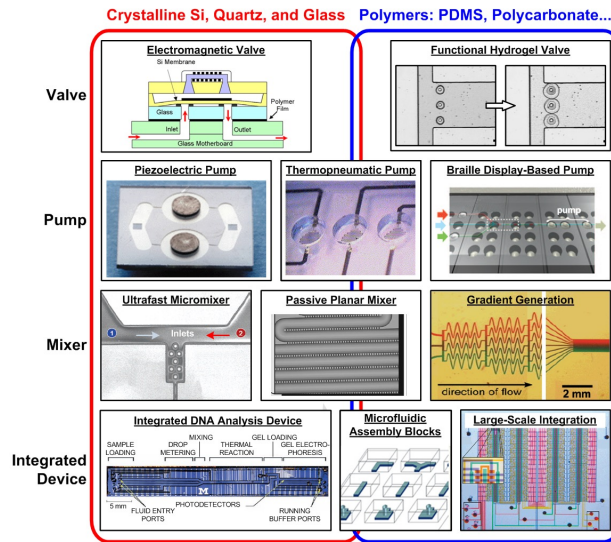 Crystalline Si, Quartz, and Glass
Polymers: PDMS, Polycarbonate...
Valve
Electromagnetic Valve
Si Membrane
Glass
Polymer
Film
Inlet
Outlet
Glass Motherboard
Functional Hydrogel Valve
Pump
Piezoelectric Pump
Thermopneumatic Pump
Braille Display-Based Pump
pump
Mixer
Ultrafast Micromixer
1
Inlets
2
Passive Planar Mixer
Gradient Generation
direction of flow
2 mm
Integrated
Device
Integrated DNA Analysis Device
SAMPLE
LOADING
DROP
METERING
MIXING
THERMAL
REACTION
GEL LOADING
GEL ELECTRO-
PHORESIS
M
5 mm
FLUID ENTRY
PORTS
PHOTODETECTORS
RUNNING
BUFFER PORTS
Microfluidic
Assembly Blocks
Large-Scale Integration